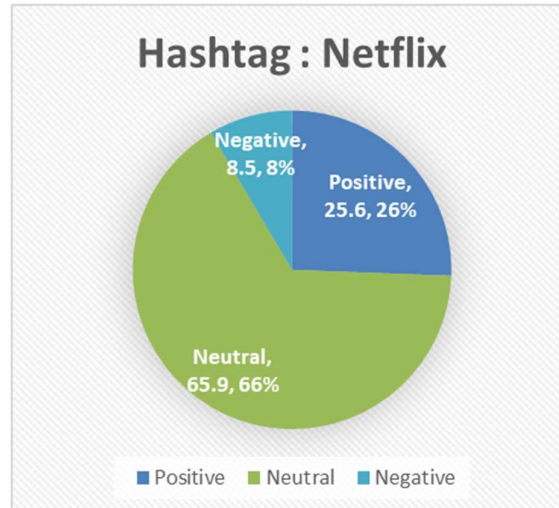 Hashtag : Netflix
Negative,
8.5, 8%
Positive,
25.6, 26%
Neutral,
65.9, 66%
Positive Neutral Negative